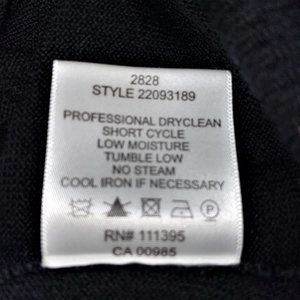 2828
STYLE 22093189
PROFESSIONAL DRYCLEAN
SHORT CYCLE
LOW MOISTURE
TUMBLE LOW
NO STEAM
COOL IRON IF NECESSARY
P
RN# 111395
CA 00985